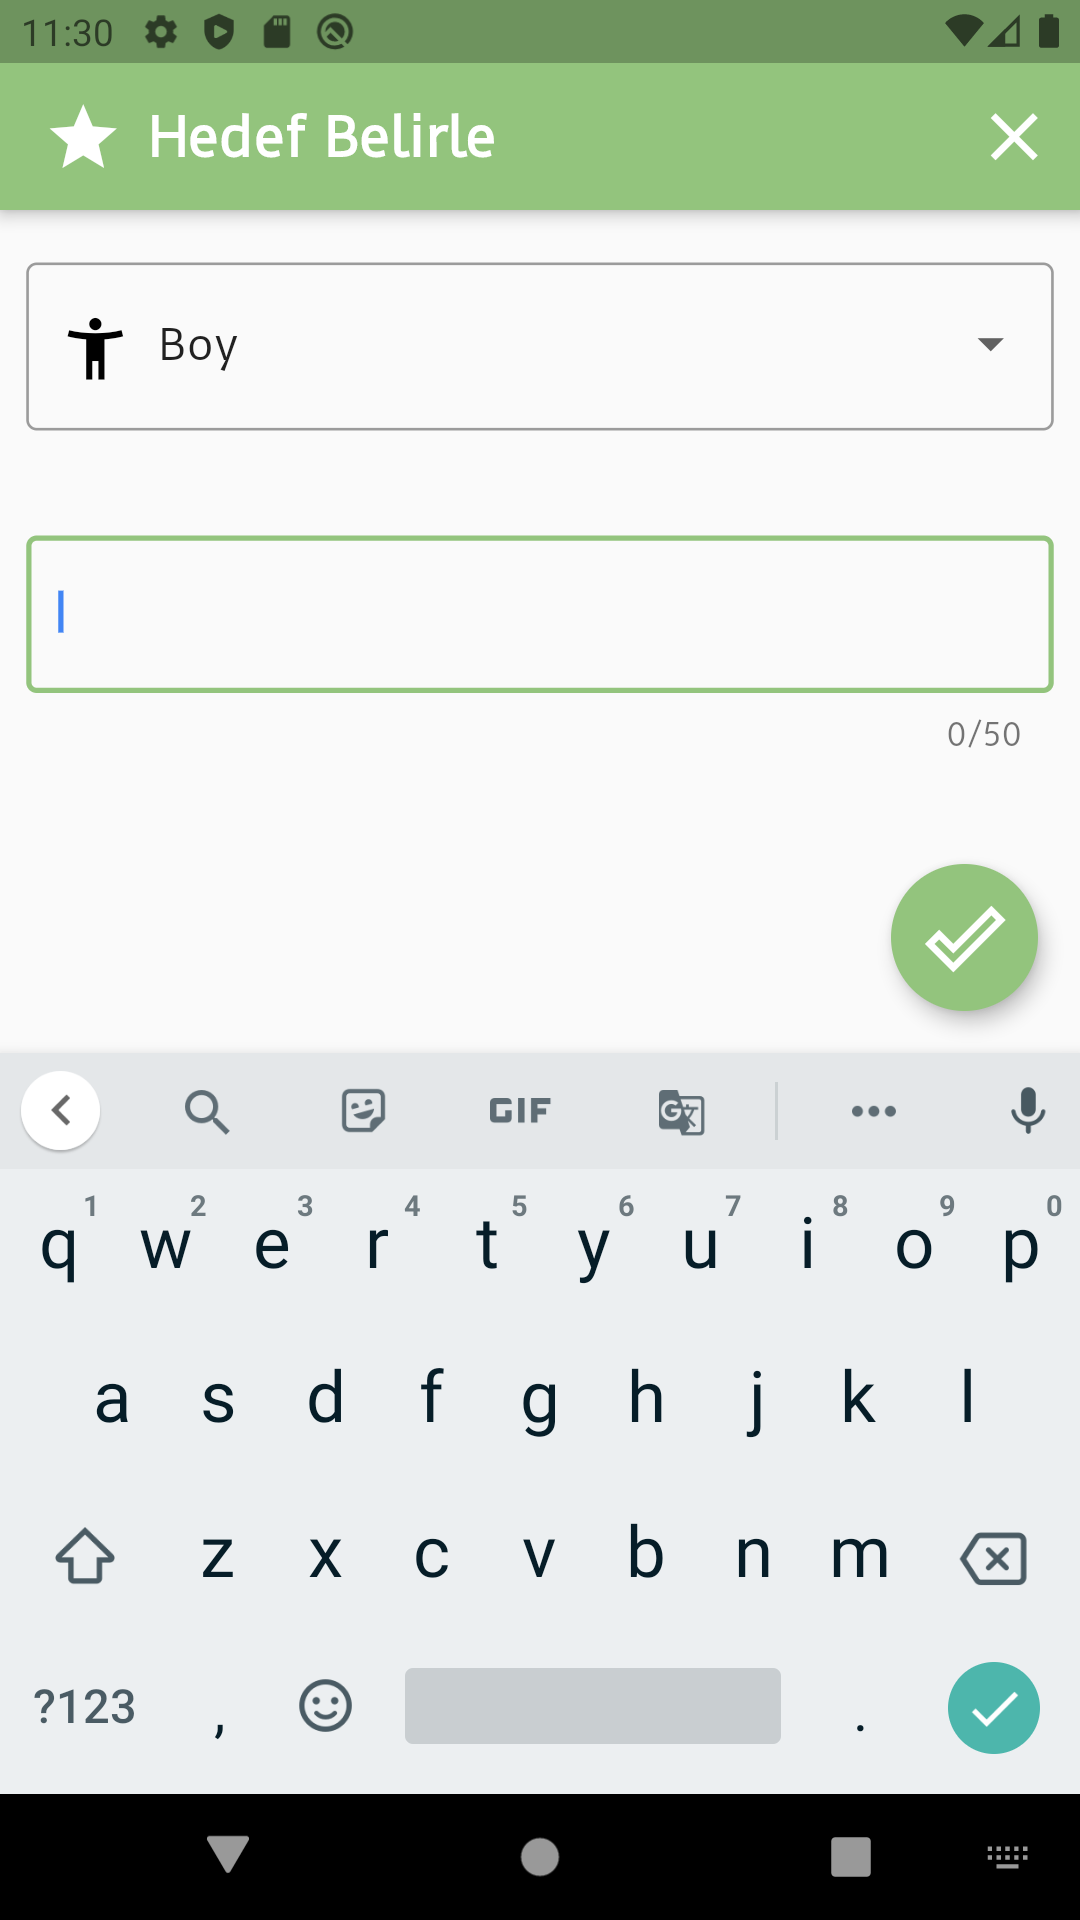 11:30
Hedef Belirle
Boy
0/50
GIF
1 2 3 4 5 6 7 8 9 0
q w e r t y u i o p
a s d f g h j k l
z x c v b n m
?123 , .